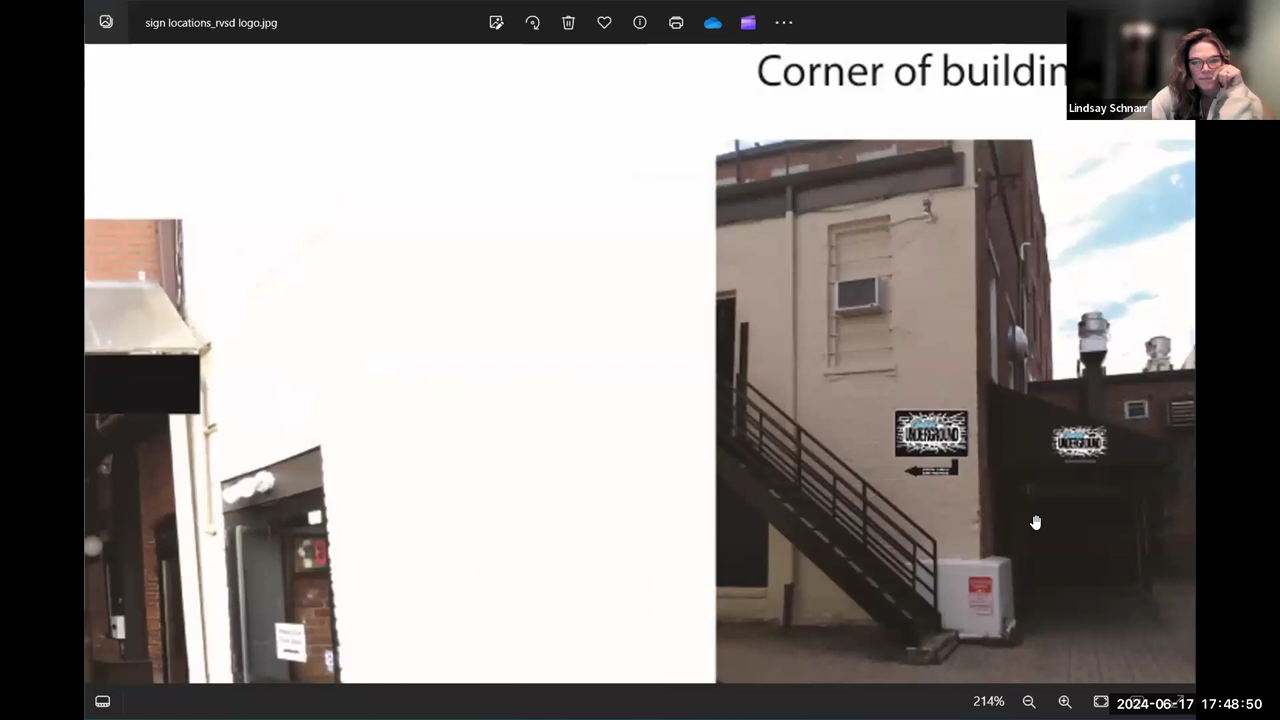 sign locations_rvsd logo.jpg
Corner of buildin
Lindsay Schnarr
UNDERGROUND
UNDERGROUND
214%
2024-06-17 17:48:50